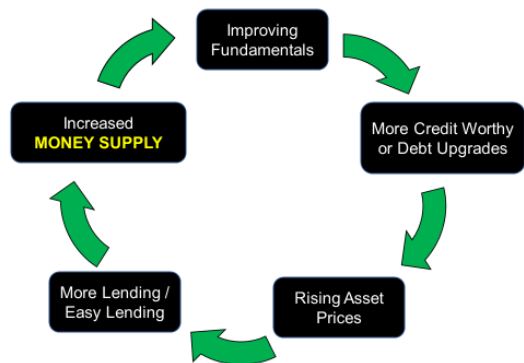 Improving
Fundamentals
More Credit Worthy
or Debt Upgrades
Rising Asset
Prices
More Lending /
Easy Lending
Increased
MONEY SUPPLY